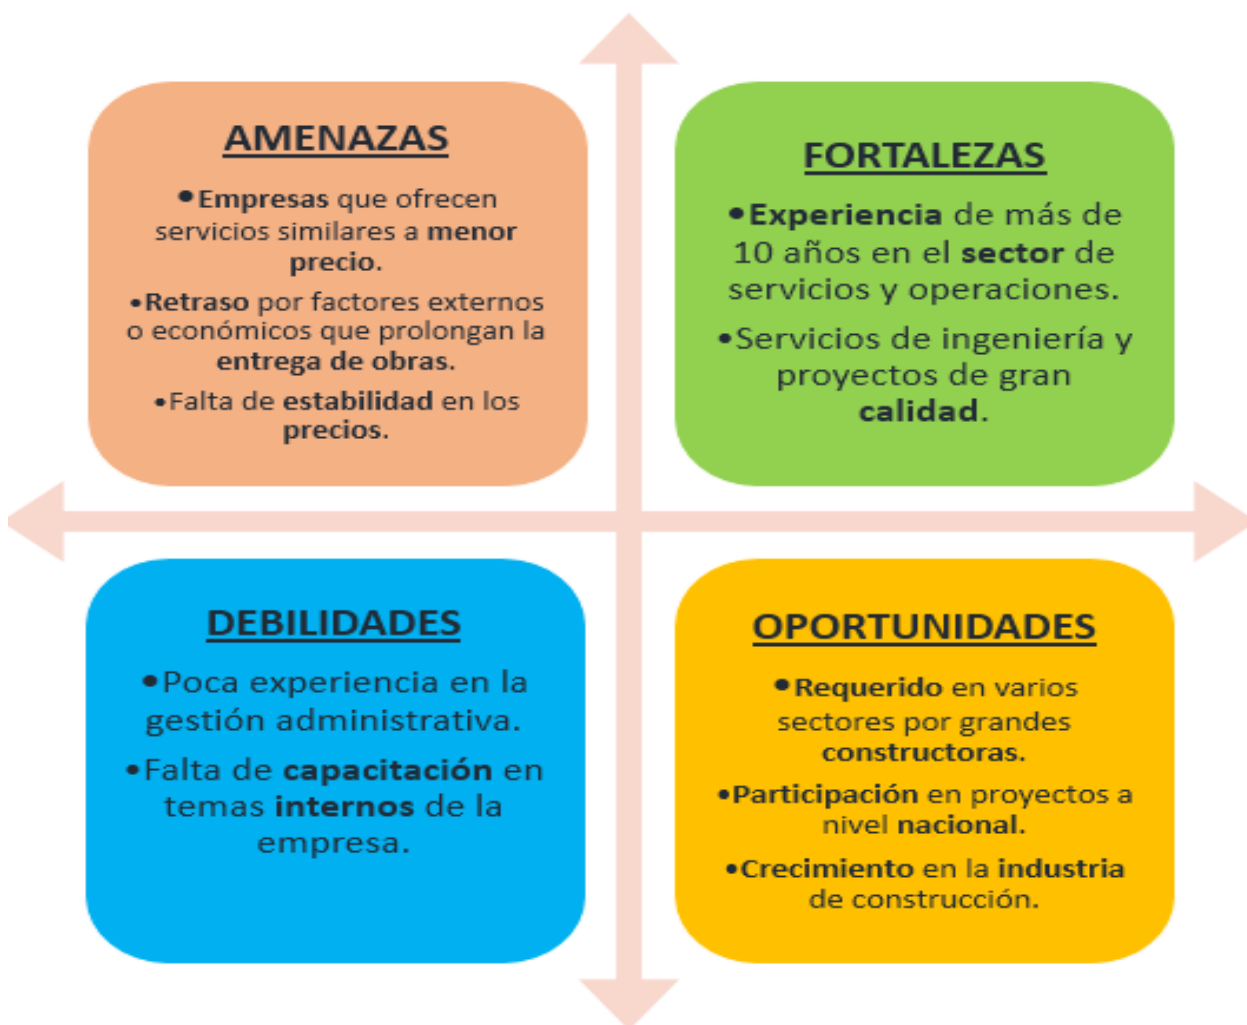 AMENAZAS
•Empresas que ofrecen
servicios similares a menor
precio.
•Retraso por factores externos
o económicos que prolongan la
entrega de obras.
•Falta de estabilidad en los
precios.
FORTALEZAS
•Experiencia de más de
10 años en el sector de
servicios y operaciones.
•Servicios de ingeniería y
proyectos de gran
calidad.
DEBILIDADES
•Poca experiencia en la
gestión administrativa.
•Falta de capacitación en
temas internos de la
empresa.
OPORTUNIDADES
•Requerido en varios
sectores por grandes
constructoras.
•Participación en proyectos a
nivel nacional.
•Crecimiento en la industria
de construcción.